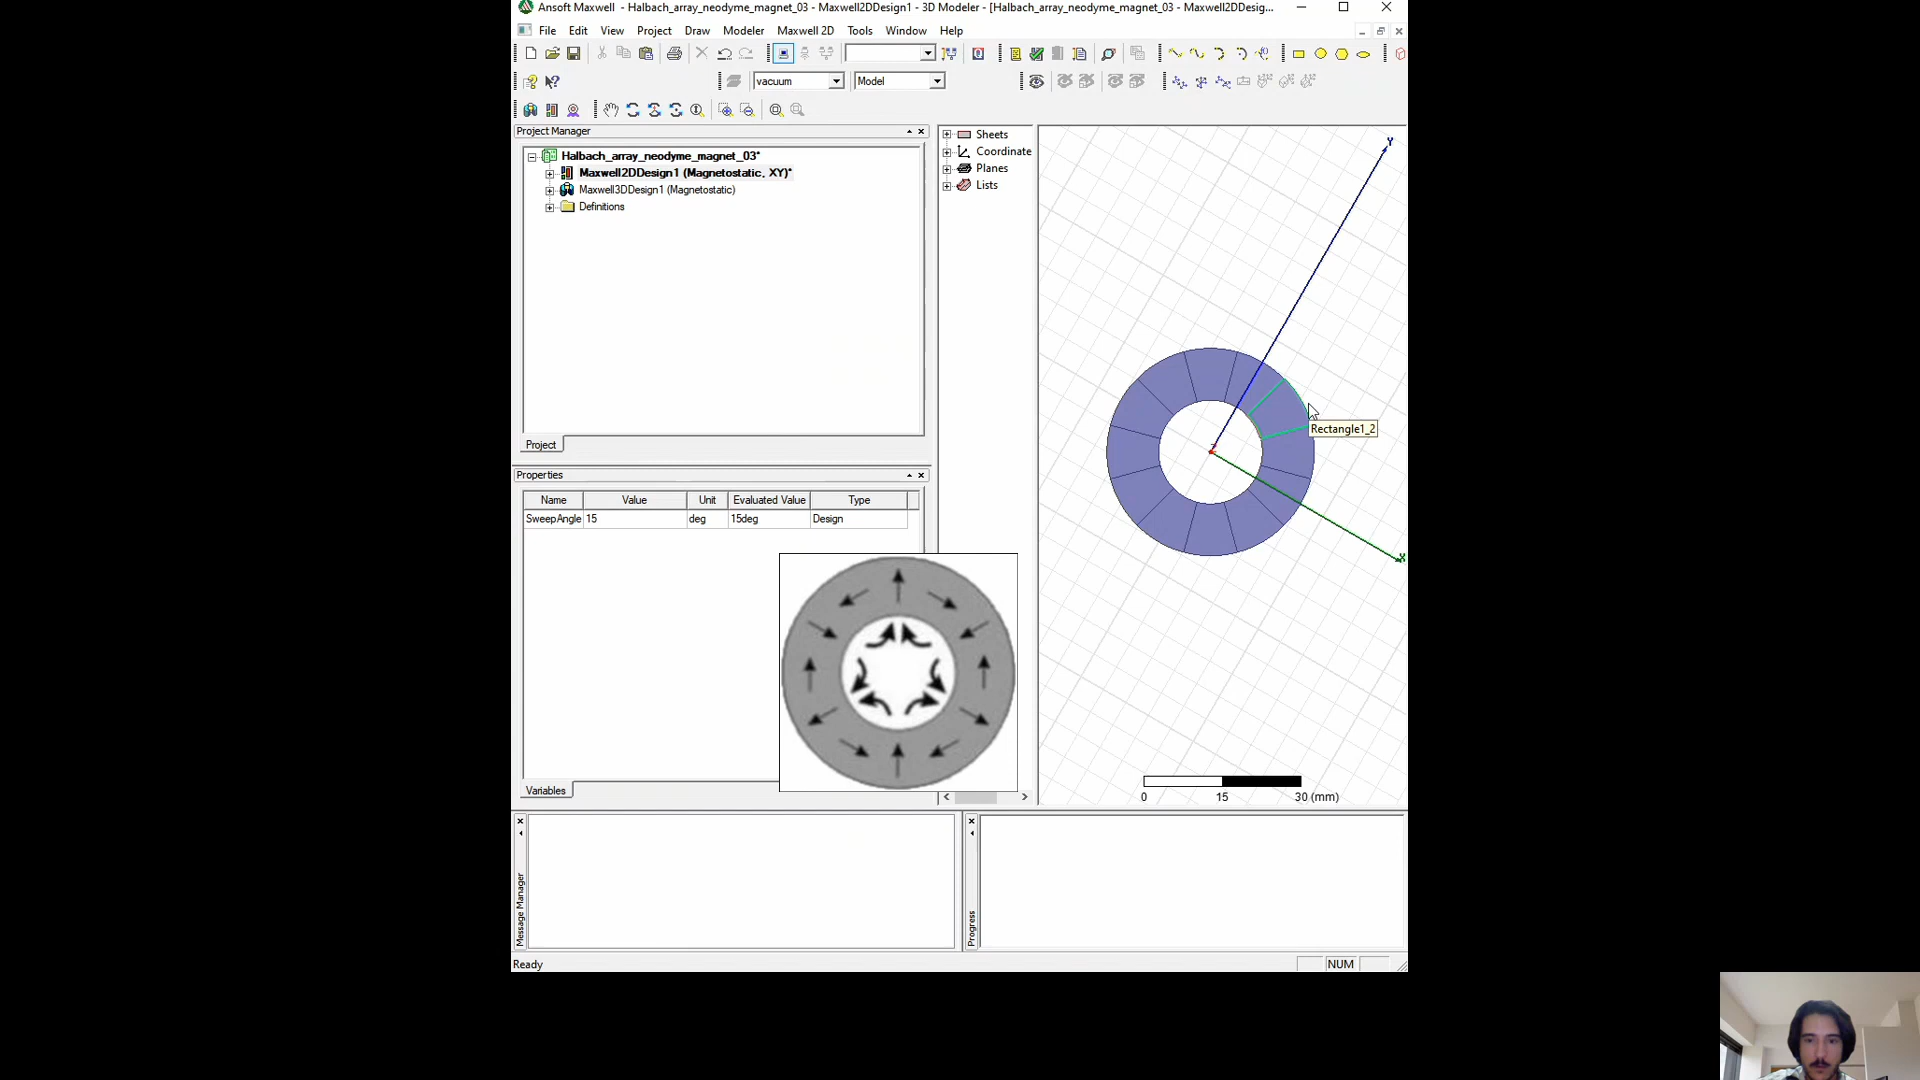 Ansoft Maxwell - Halbach_array_neodyme_magnet_03 - Maxwell2DDesign1 - 3D Modeler - [Halbach_array_neodyme_magnet_03 - Maxwell2DDesig...
File Edit View Project Draw Modeler Maxwell 2D Tools Window Help
vacuum Model
Project Manager
Halbach_array_neodyme_magnet_03*
Maxwell2DDesign1 (Magnetostatic, XY)*
Maxwell3DDesign1 (Magnetostatic)
Definitions
Project
Properties
Name Value Unit Evaluated Value Type
SweepAngle 15 deg 15deg Design
Variables
Sheets
Coordinate
Planes
Lists
Y
Rectangle1_2
X
0 15 30 (mm)
Message Manager
Progress
Ready
NUM